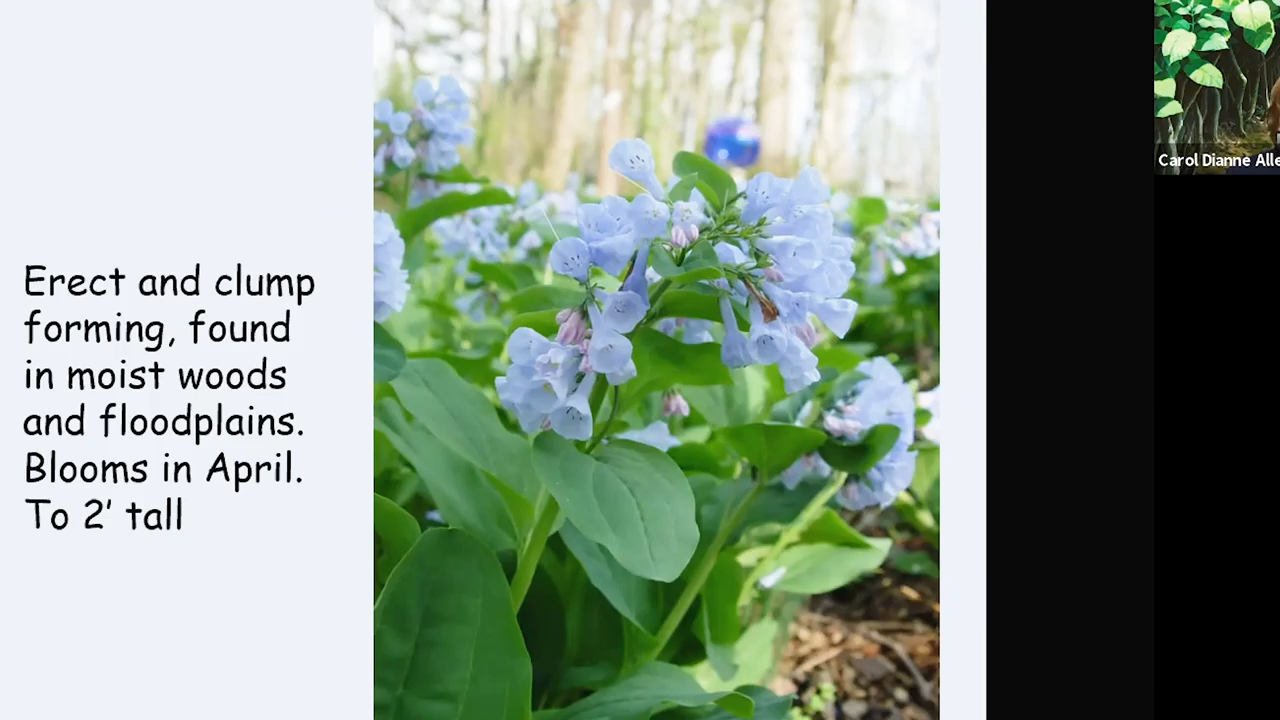 Erect and clump
forming, found
in moist woods
and floodplains.
Blooms in April.
To 2’ tall
Carol Dianne Alle